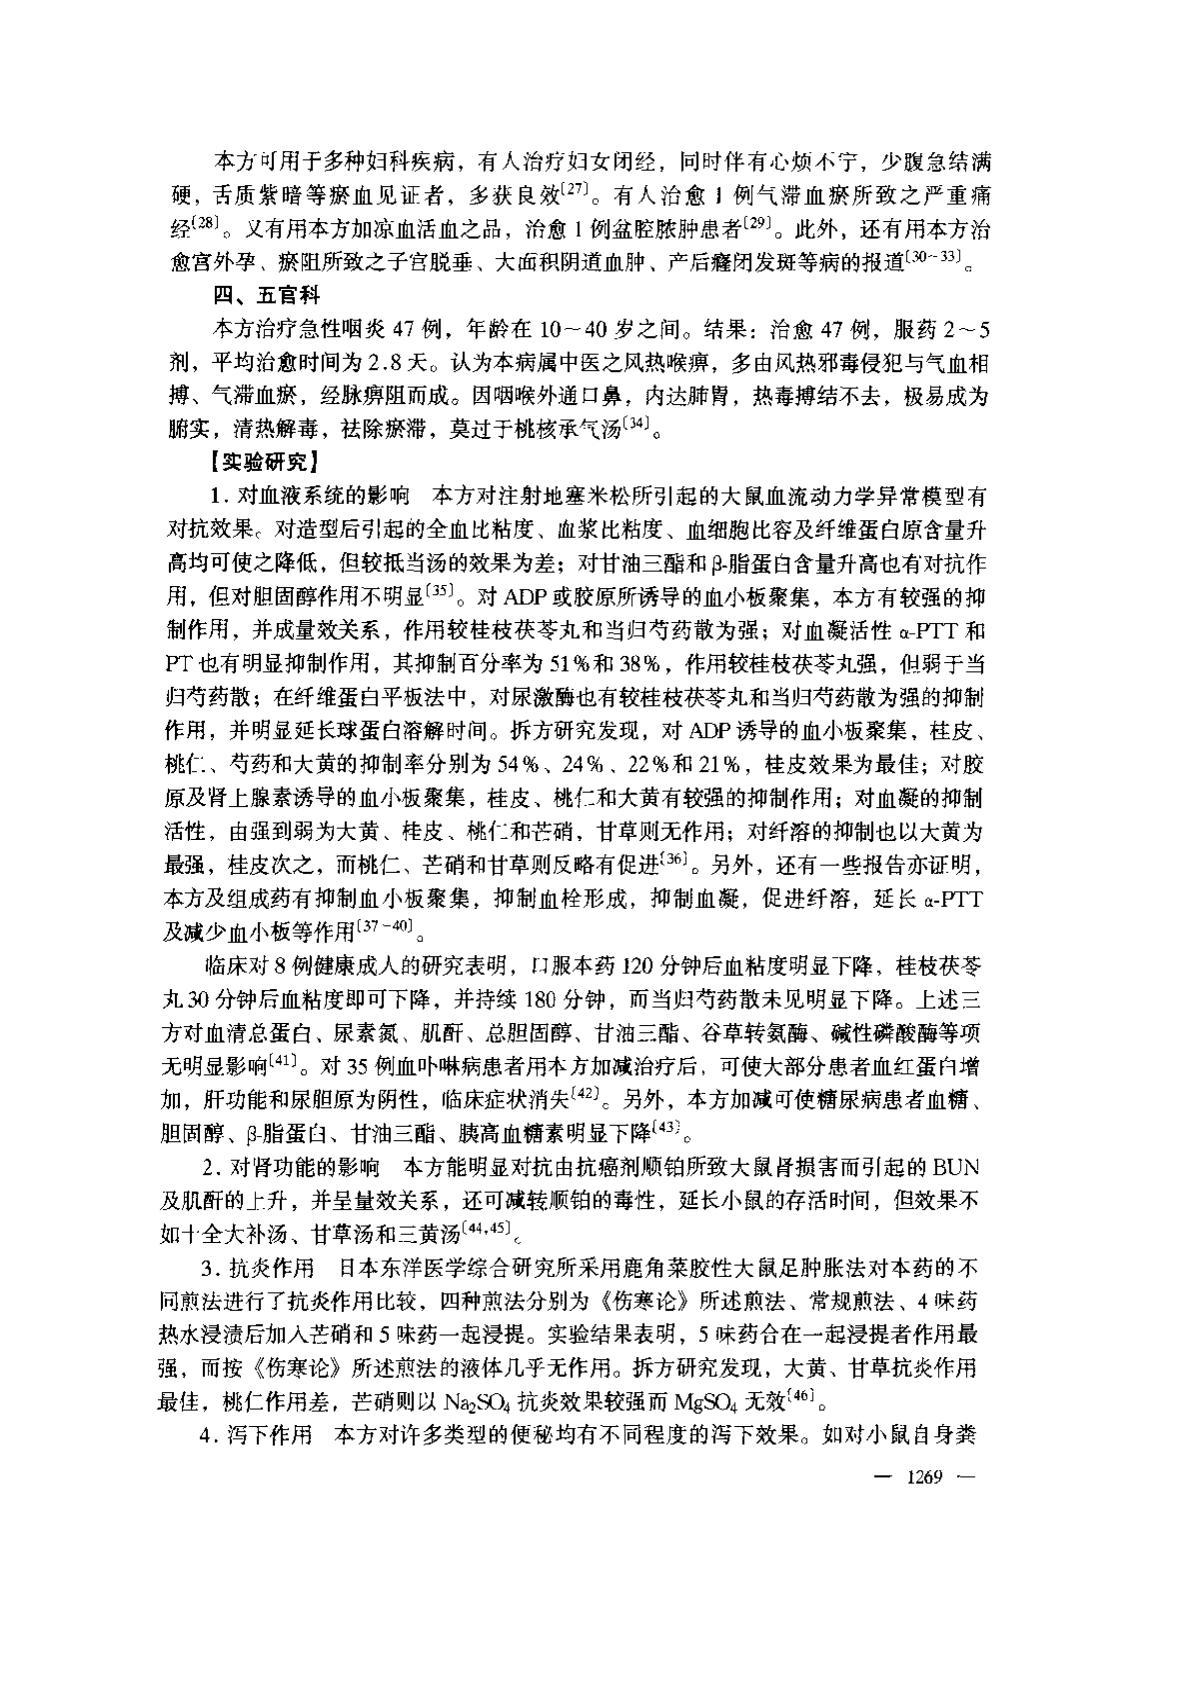 本方可用于多种妇科疾病，有人治疗妇女闭经，同时伴有心烦不宁，少腹急结满
硬，舌质紫暗等瘀血见证者，多获良效〔27〕。有人治愈 1 例气滞血瘀所致之严重痛
经〔28〕。又有用本方加凉血活血之品，治愈 1 例盆腔脓肿患者〔29〕。此外，还有用本方治
愈宫外孕、瘀阻所致之子宫脱垂、大面积阴道血肿、产后癃闭发斑等病的报道〔30~33〕。
四、五官科
本方治疗急性咽炎 47 例，年龄在 10～40 岁之间。结果：治愈 47 例，服药 2～5
剂，平均治愈时间为 2.8 天。认为本病属中医之风热喉痹，多由风热邪毒侵犯与气血相
搏、气滞血瘀，经脉痹阻而成。因咽喉外通口鼻，内达肺胃，热毒搏结不去，极易成为
腑实，清热解毒，祛除瘀滞，莫过于桃核承气汤〔34〕。
【实验研究】
1. 对血液系统的影响　本方对注射地塞米松所引起的大鼠血流动力学异常模型有
对抗效果。对造型后引起的全血比粘度、血浆比粘度、血细胞比容及纤维蛋白原含量升
高均可使之降低，但较抵当汤的效果为差；对甘油三酯和 β-脂蛋白含量升高也有对抗作
用，但对胆固醇作用不明显〔35〕。对 ADP 或胶原所诱导的血小板聚集，本方有较强的抑
制作用，并成量效关系，作用较桂枝茯苓丸和当归芍药散为强；对血凝活性 α-PTT 和
PT 也有明显抑制作用，其抑制百分率为 51%和 38%，作用较桂枝茯苓丸强，但弱于当
归芍药散；在纤维蛋白平板法中，对尿激酶也有较桂枝茯苓丸和当归芍药散为强的抑制
作用，并明显延长球蛋白溶解时间。拆方研究发现，对 ADP 诱导的血小板聚集，桂皮、
桃仁、芍药和大黄的抑制率分别为 54%、24%、22%和 21%，桂皮效果为最佳；对胶
原及肾上腺素诱导的血小板聚集，桂皮、桃仁和大黄有较强的抑制作用；对血凝的抑制
活性，由强到弱为大黄、桂皮、桃仁和芒硝，甘草则无作用；对纤溶的抑制也以大黄为
最强，桂皮次之，而桃仁、芒硝和甘草则反略有促进〔36〕。另外，还有一些报告亦证明，
本方及组成药有抑制血小板聚集，抑制血栓形成，抑制血凝，促进纤溶，延长 α-PTT
及减少血小板等作用〔37~40〕。
临床对 8 例健康成人的研究表明，口服本药 120 分钟后血粘度明显下降，桂枝茯苓
丸 30 分钟后血粘度即可下降，并持续 180 分钟，而当归芍药散未见明显下降。上述三
方对血清总蛋白、尿素氮、肌酐、总胆固醇、甘油三酯、谷草转氨酶、碱性磷酸酶等项
无明显影响〔41〕。对 35 例血卟啉病患者用本方加减治疗后，可使大部分患者血红蛋白增
加，肝功能和尿胆原为阴性，临床症状消失〔42〕。另外，本方加减可使糖尿病患者血糖、
胆固醇、β-脂蛋白、甘油三酯、胰高血糖素明显下降〔43〕。
2. 对肾功能的影响　本方能明显对抗由抗癌剂顺铂所致大鼠肾损害而引起的 BUN
及肌酐的上升，并呈量效关系，还可减转顺铂的毒性，延长小鼠的存活时间，但效果不
如十全大补汤、甘草汤和三黄汤〔44,45〕。
3. 抗炎作用　日本东洋医学综合研究所采用鹿角菜胶性大鼠足肿胀法对本药的不
同煎法进行了抗炎作用比较，四种煎法分别为《伤寒论》所述煎法、常规煎法、4 味药
热水浸渍后加入芒硝和 5 味药一起浸提。实验结果表明，5 味药合在一起浸提者作用最
强，而按《伤寒论》所述煎法的液体几乎无作用。拆方研究发现，大黄、甘草抗炎作用
最佳，桃仁作用差，芒硝则以 Na₂SO₄ 抗炎效果较强而 MgSO₄ 无效〔46〕。
4. 泻下作用　本方对许多类型的便秘均有不同程度的泻下效果。如对小鼠自身粪
— 1269 —